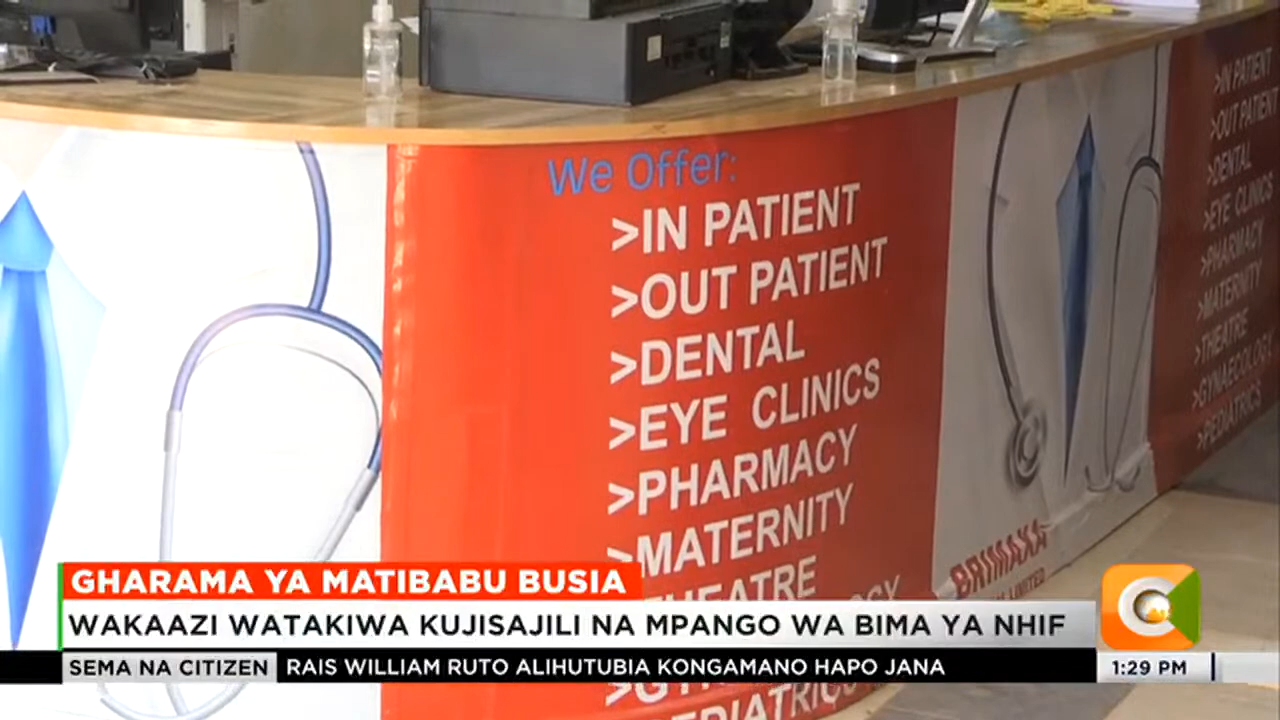 We Offer:
>IN PATIENT
>OUT PATIENT
>DENTAL
>EYE CLINICS
>PHARMACY
>MATERNITY
>IN PATIENT
>OUT PATIENT
>DENTAL
>EYE CLINICS
>PHARMACY
>MATERNITY
>THEATRE
>GYNAECOLOGY
>PEDIATRICS
BRIMAXX
LIMITED
GHARAMA YA MATIBABU BUSIA
WAKAAZI WATAKIWA KUJISAJILI NA MPANGO WA BIMA YA NHIF
SEMA NA CITIZEN
RAIS WILLIAM RUTO ALIHUTUBIA KONGAMANO HAPO JANA
1:29 PM